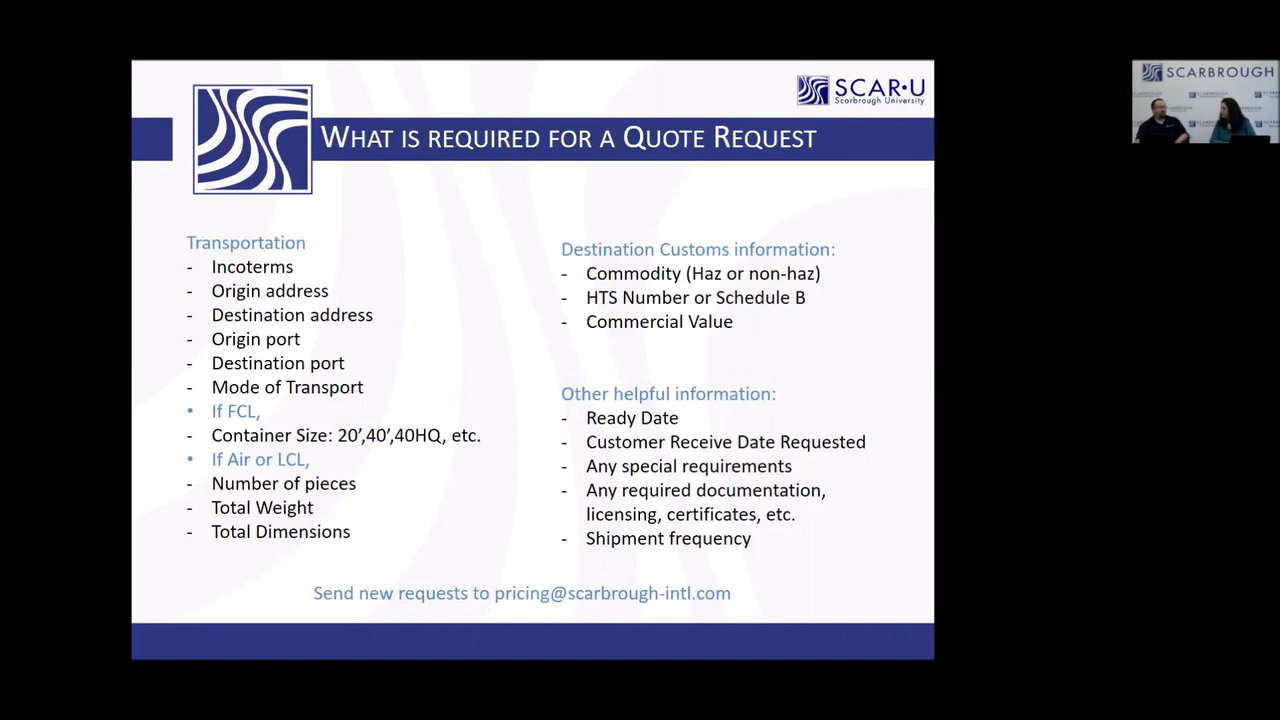 SCAR•U
Scarbrough University
WHAT IS REQUIRED FOR A QUOTE REQUEST
Transportation
- Incoterms
- Origin address
- Destination address
- Origin port
- Destination port
- Mode of Transport
• If FCL,
- Container Size: 20’,40’,40HQ, etc.
• If Air or LCL,
- Number of pieces
- Total Weight
- Total Dimensions
Destination Customs information:
- Commodity (Haz or non-haz)
- HTS Number or Schedule B
- Commercial Value
Other helpful information:
- Ready Date
- Customer Receive Date Requested
- Any special requirements
- Any required documentation,
licensing, certificates, etc.
- Shipment frequency
Send new requests to pricing@scarbrough-intl.com
SCARBROUGH